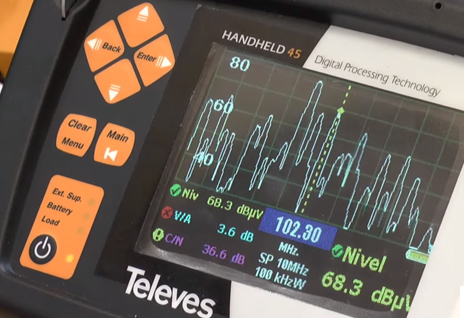 HANDHELD 45
Digital Processing Technology
Back
Enter
Clear
Menu
Main
Ext. Sup.
Battery
Load
80
60
40
Niv 68.3 dBµV
V/A 3.6 dB
C/N 36.6 dB
102.30
MHz.
SP 10MHz
100 kHzW
Nivel
68.3 dBµV
Televes